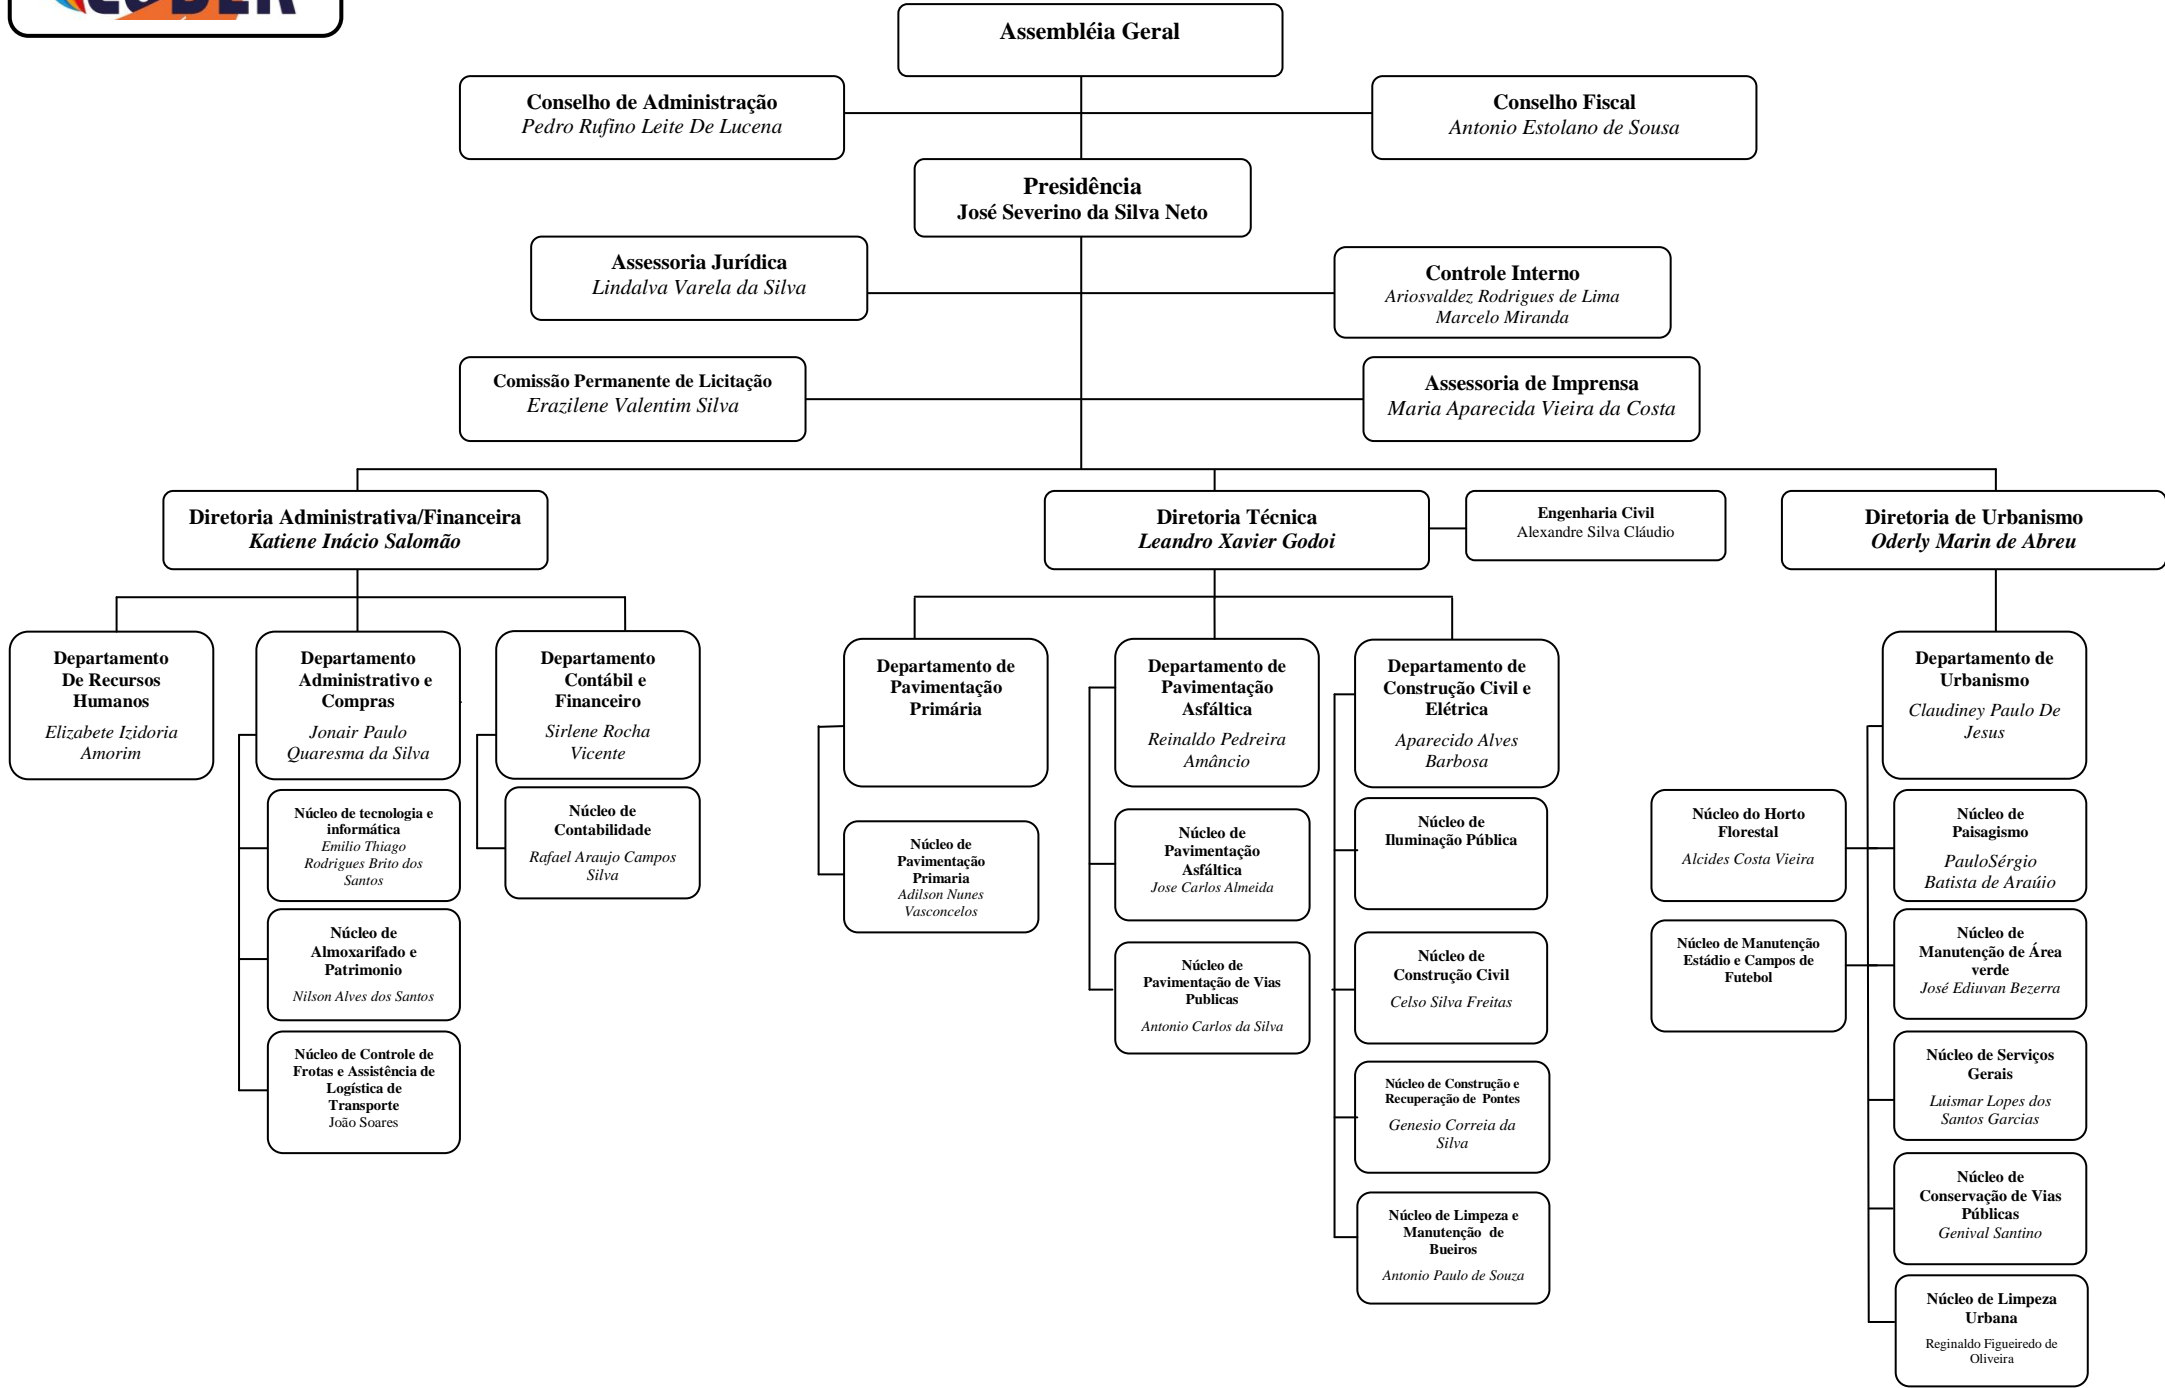 CODER
Assembléia Geral
Conselho de Administração
Pedro Rufino Leite De Lucena
Conselho Fiscal
Antonio Estolano de Sousa
Presidência
José Severino da Silva Neto
Assessoria Jurídica
Lindalva Varela da Silva
Controle Interno
Ariosvaldez Rodrigues de Lima
Marcelo Miranda
Comissão Permanente de Licitação
Erazilene Valentim Silva
Assessoria de Imprensa
Maria Aparecida Vieira da Costa
Diretoria Administrativa/Financeira
Katiene Inácio Salomão
Diretoria Técnica
Leandro Xavier Godoi
Engenharia Civil
Alexandre Silva Cláudio
Diretoria de Urbanismo
Oderly Marin de Abreu
Departamento
De Recursos
Humanos
Elizabete Izidoria
Amorim
Departamento
Administrativo e
Compras
Jonair Paulo
Quaresma da Silva
Departamento
Contábil e
Financeiro
Sirlene Rocha
Vicente
Departamento de
Pavimentação
Primária
Departamento de
Pavimentação
Asfáltica
Reinaldo Pedreira
Amâncio
Departamento de
Construção Civil e
Elétrica
Aparecido Alves
Barbosa
Departamento de
Urbanismo
Claudiney Paulo De
Jesus
Núcleo de tecnologia e
informática
Emilio Thiago
Rodrigues Brito dos
Santos
Núcleo de
Contabilidade
Rafael Araujo Campos
Silva
Núcleo de
Pavimentação
Primaria
Adilson Nunes
Vasconcelos
Núcleo de
Pavimentação
Asfáltica
Jose Carlos Almeida
Núcleo de
Iluminação Pública
Núcleo do Horto
Florestal
Alcides Costa Vieira
Núcleo de
Paisagismo
PauloSérgio
Batista de Araúio
Núcleo de
Almoxarifado e
Patrimonio
Nilson Alves dos Santos
Núcleo de
Pavimentação de Vias
Publicas
Antonio Carlos da Silva
Núcleo de
Construção Civil
Celso Silva Freitas
Núcleo de Manutenção
Estádio e Campos de
Futebol
Núcleo de
Manutenção de Área
verde
José Ediuvan Bezerra
Núcleo de Controle de
Frotas e Assistência de
Logística de
Transporte
João Soares
Núcleo de Construção e
Recuperação de Pontes
Genesio Correia da
Silva
Núcleo de Serviços
Gerais
Luismar Lopes dos
Santos Garcias
Núcleo de Limpeza e
Manutenção de
Bueiros
Antonio Paulo de Souza
Núcleo de
Conservação de Vias
Públicas
Genival Santino
Núcleo de Limpeza
Urbana
Reginaldo Figueiredo de
Oliveira